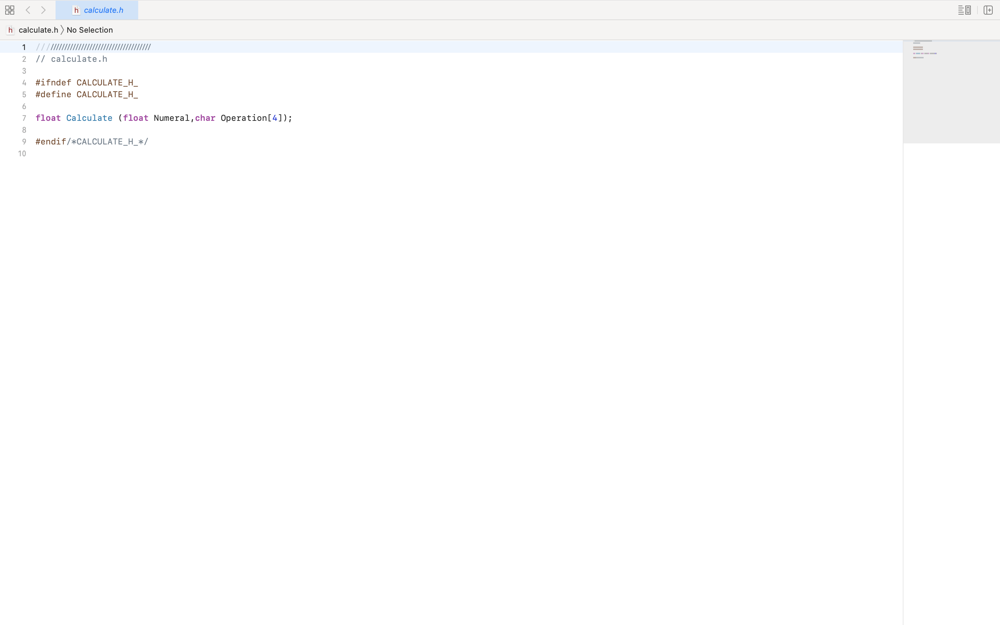 h calculate.h
h calculate.h 〉 No Selection
1 ///////////////////////////////////////
2 // calculate.h
3
4 #ifndef CALCULATE_H_
5 #define CALCULATE_H_
6
7 float Calculate (float Numeral,char Operation[4]);
8
9 #endif/*CALCULATE_H_*/
10